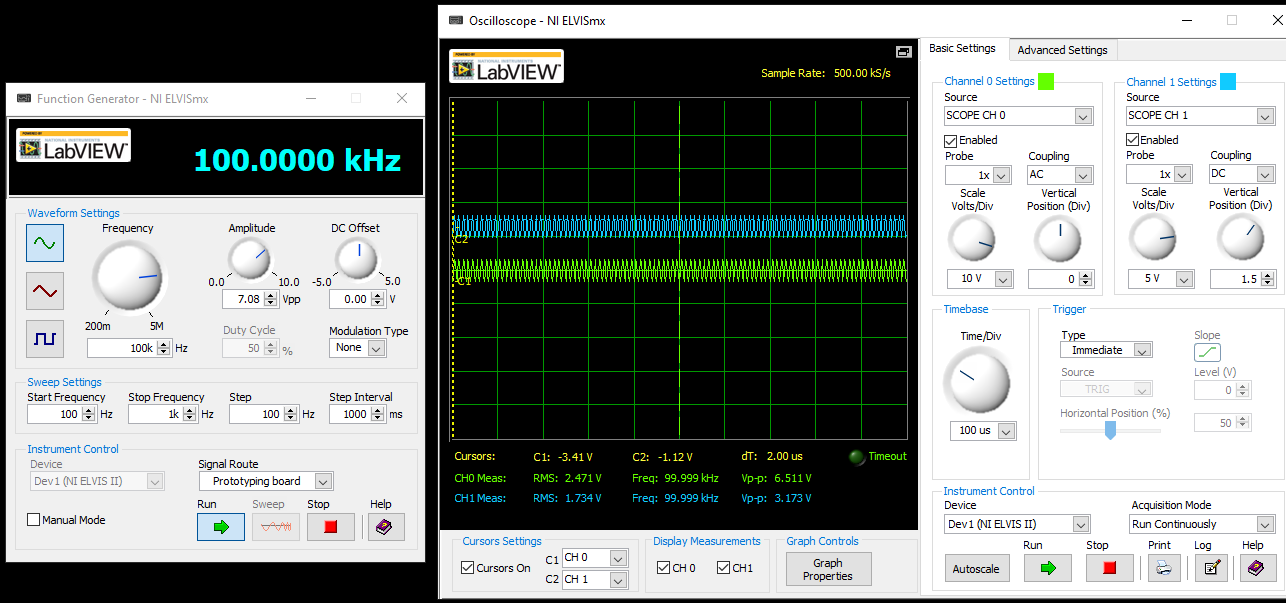 Function Generator - NI ELVISmx
POWERED BY
NATIONAL INSTRUMENTS
LabVIEW™
100.0000 kHz
Waveform Settings
Frequency
Amplitude
DC Offset
0.0 10.0
-5.0 5.0
7.08 Vpp
0.00 V
200m 5M
100k Hz
Duty Cycle
50 %
Modulation Type
None
Sweep Settings
Start Frequency Stop Frequency Step Step Interval
100 Hz 1k Hz 100 Hz 1000 ms
Instrument Control
Device
Dev1 (NI ELVIS II)
Signal Route
Prototyping board
Run Sweep Stop Help
Manual Mode
Oscilloscope - NI ELVISmx
POWERED BY
NATIONAL INSTRUMENTS
LabVIEW™
Sample Rate: 500.00 kS/s
C2
C1
Cursors: C1: -3.41 V C2: -1.12 V dT: 2.00 us Timeout
CH0 Meas: RMS: 2.471 V Freq: 99.999 kHz Vp-p: 6.511 V
CH1 Meas: RMS: 1.734 V Freq: 99.999 kHz Vp-p: 3.173 V
Cursors Settings
Cursors On
C1 CH 0
C2 CH 1
Display Measurements
CH 0 CH1
Graph Controls
Graph
Properties
Basic Settings Advanced Settings
Channel 0 Settings
Source
SCOPE CH 0
Enabled
Probe Coupling
1x AC
Scale
Volts/Div
Vertical
Position (Div)
10 V 0
Channel 1 Settings
Source
SCOPE CH 1
Enabled
Probe Coupling
1x DC
Scale
Volts/Div
Vertical
Position (Div)
5 V 1.5
Timebase
Time/Div
100 us
Trigger
Type
Immediate
Slope
Source
TRIG
Level (V)
0
Horizontal Position (%)
50
Instrument Control
Device
Dev1 (NI ELVIS II)
Acquisition Mode
Run Continuously
Run Stop Print Log Help
Autoscale